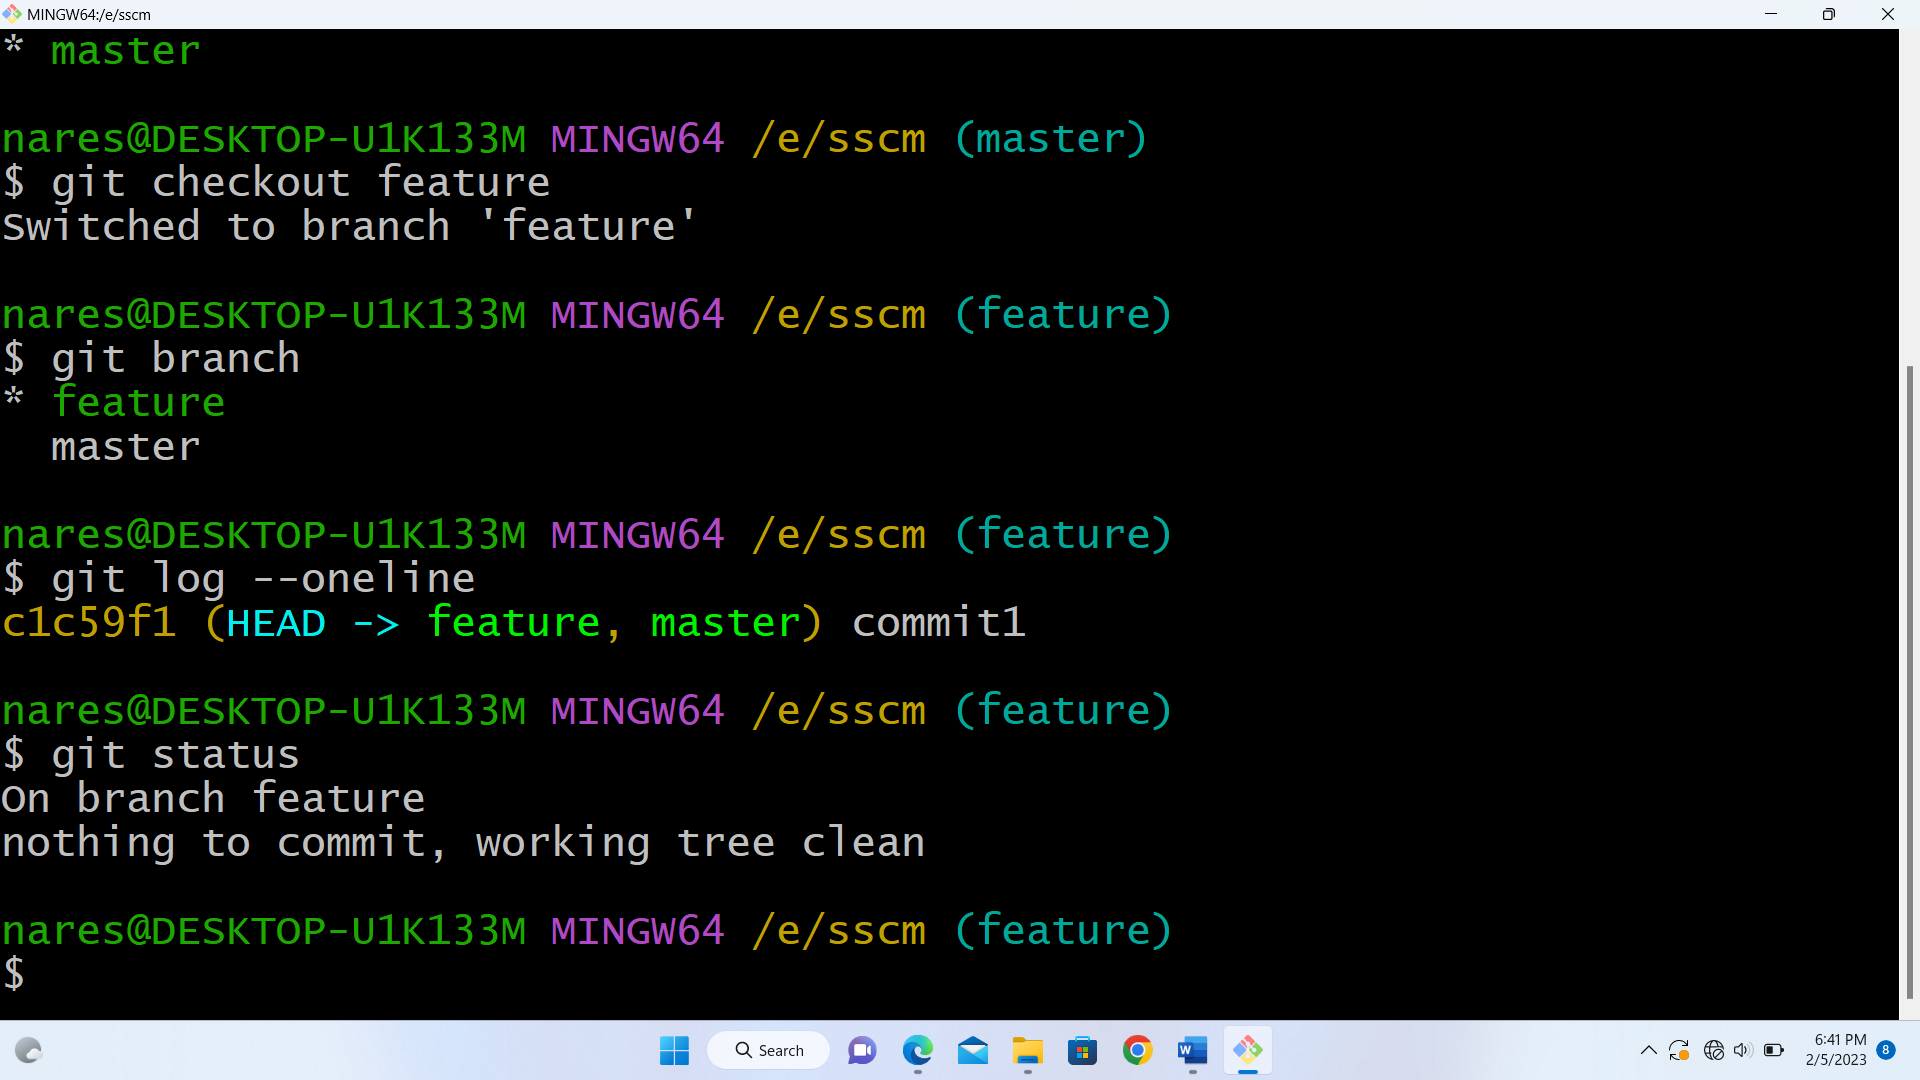 MINGW64:/e/sscm
* master
nares@DESKTOP-U1K133M MINGW64 /e/sscm (master)
$ git checkout feature
Switched to branch 'feature'
nares@DESKTOP-U1K133M MINGW64 /e/sscm (feature)
$ git branch
* feature
  master
nares@DESKTOP-U1K133M MINGW64 /e/sscm (feature)
$ git log --oneline
c1c59f1 (HEAD -> feature, master) commit1
nares@DESKTOP-U1K133M MINGW64 /e/sscm (feature)
$ git status
On branch feature
nothing to commit, working tree clean
nares@DESKTOP-U1K133M MINGW64 /e/sscm (feature)
$
Search
W
6:41 PM
2/5/2023
8